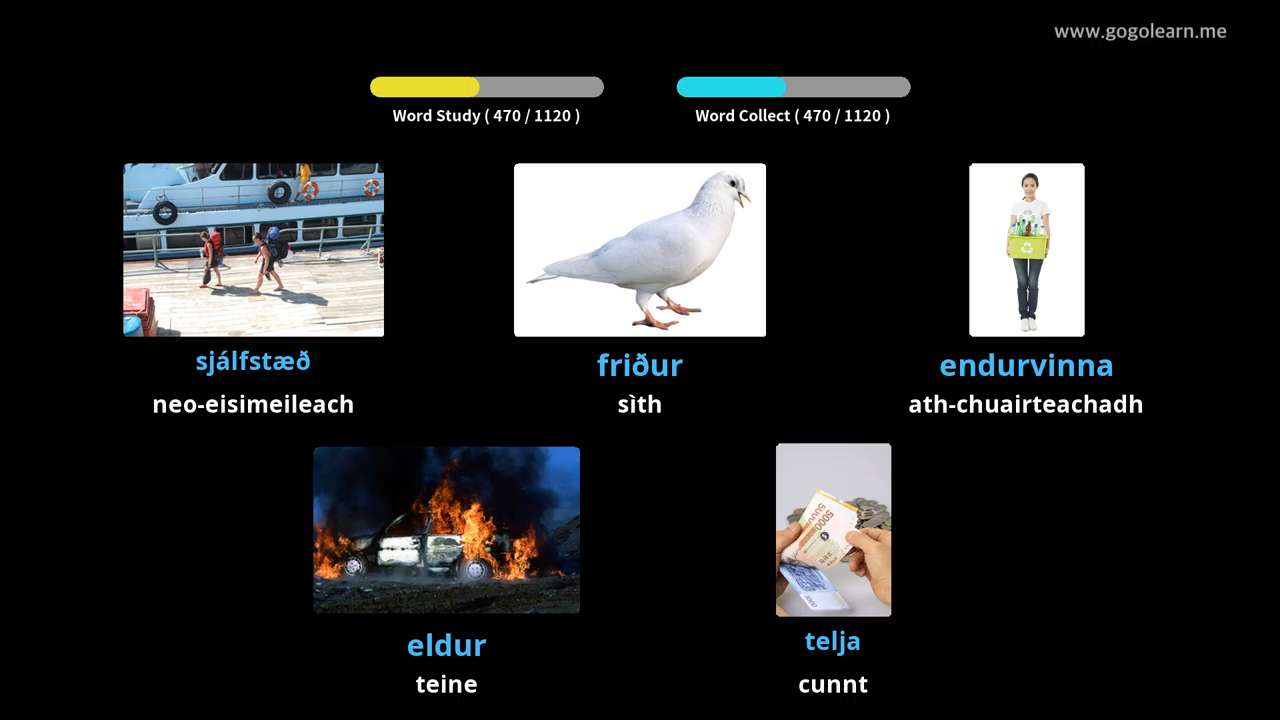 www.gogolearn.me
Word Study ( 470 / 1120 )
Word Collect ( 470 / 1120 )
sjálfstæð
neo-eisimeileach
friður
sìth
endurvinna
ath-chuairteachadh
eldur
teine
telja
cunnt
5000